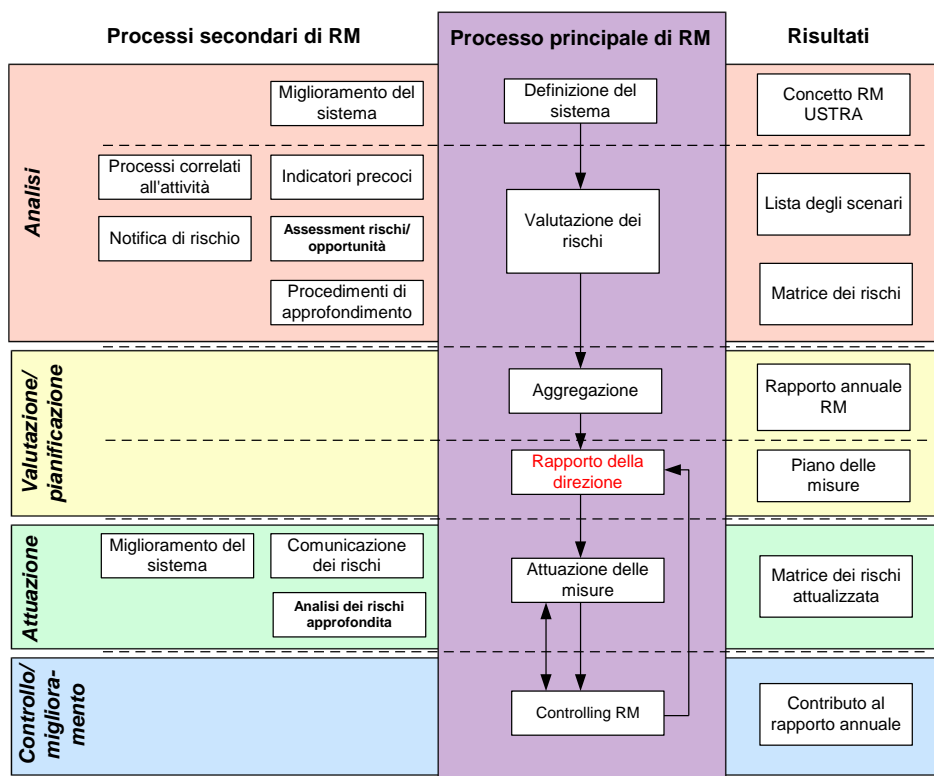 Processi secondari di RM
Processo principale di RM
Risultati
Analisi
Miglioramento del
sistema
Definizione del
sistema
Concetto RM
USTRA
Processi correlati
all'attività
Indicatori precoci
Valutazione dei
rischi
Lista degli scenari
Notifica di rischio
Assessment rischi/
opportunità
Procedimenti di
approfondimento
Matrice dei rischi
Valutazione/
pianificazione
Aggregazione
Rapporto annuale
RM
Rapporto della
direzione
Piano delle
misure
Attuazione
Miglioramento del
sistema
Comunicazione
dei rischi
Attuazione delle
misure
Matrice dei rischi
attualizzata
Analisi dei rischi
approfondita
Controllo/
migliora-
mento
Controlling RM
Contributo al
rapporto annuale